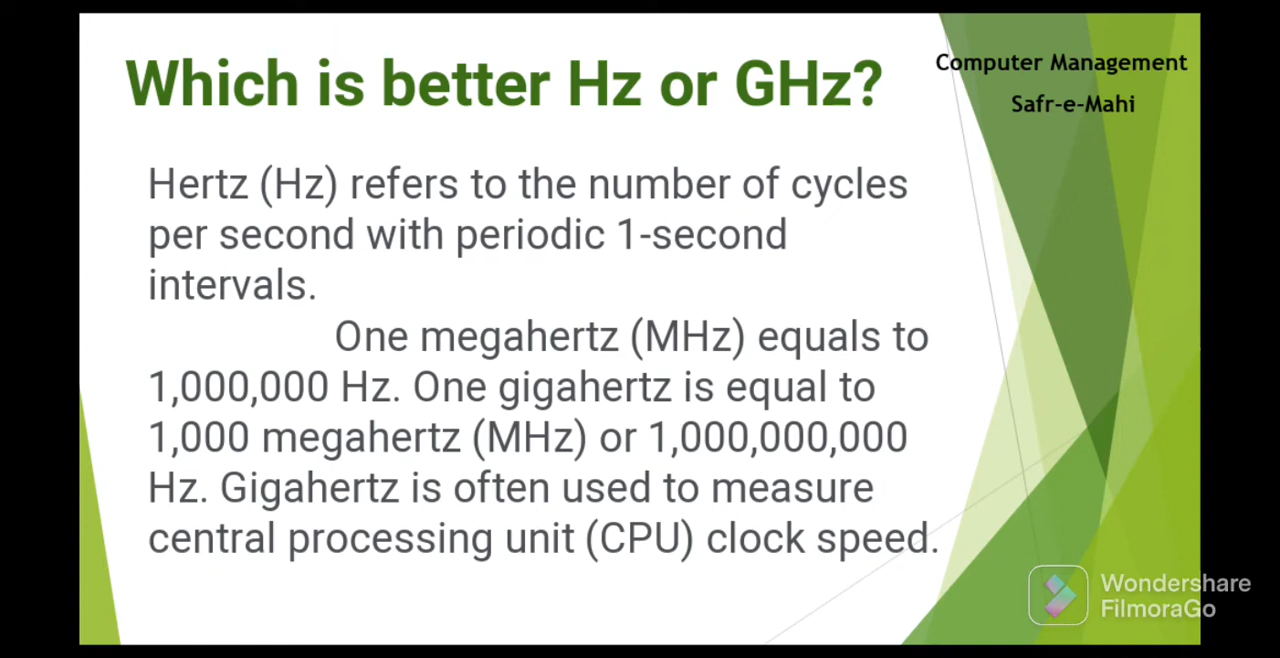 Which is better Hz or GHz?
Computer Management
Safr-e-Mahi
Hertz (Hz) refers to the number of cycles
per second with periodic 1-second
intervals.
One megahertz (MHz) equals to
1,000,000 Hz. One gigahertz is equal to
1,000 megahertz (MHz) or 1,000,000,000
Hz. Gigahertz is often used to measure
central processing unit (CPU) clock speed.
Wondershare
FilmoraGo